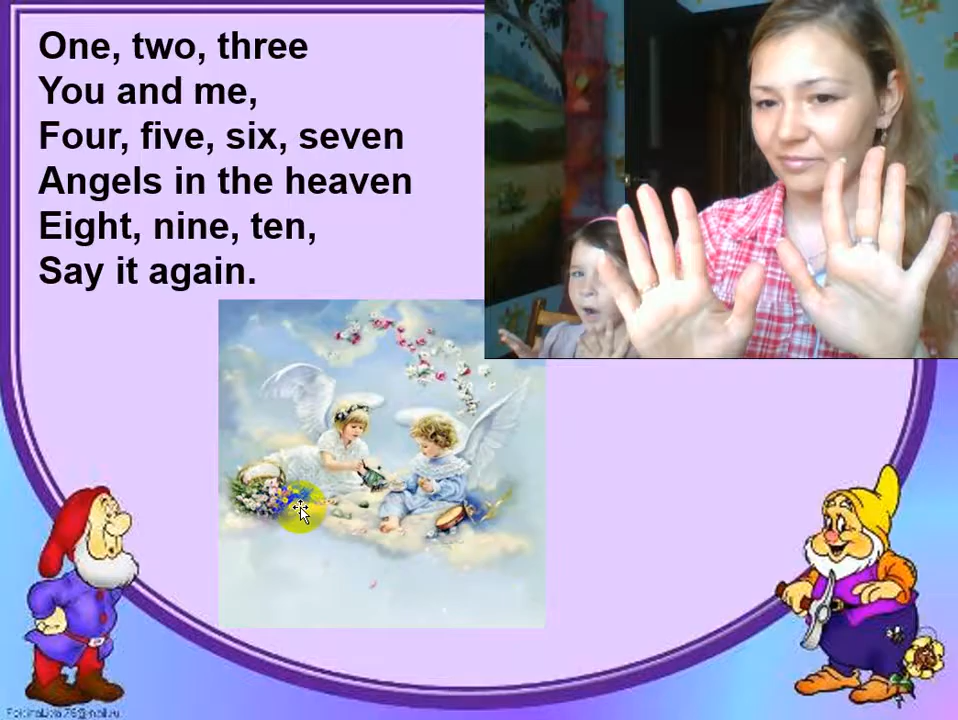 One, two, three
You and me,
Four, five, six, seven
Angels in the heaven
Eight, nine, ten,
Say it again.